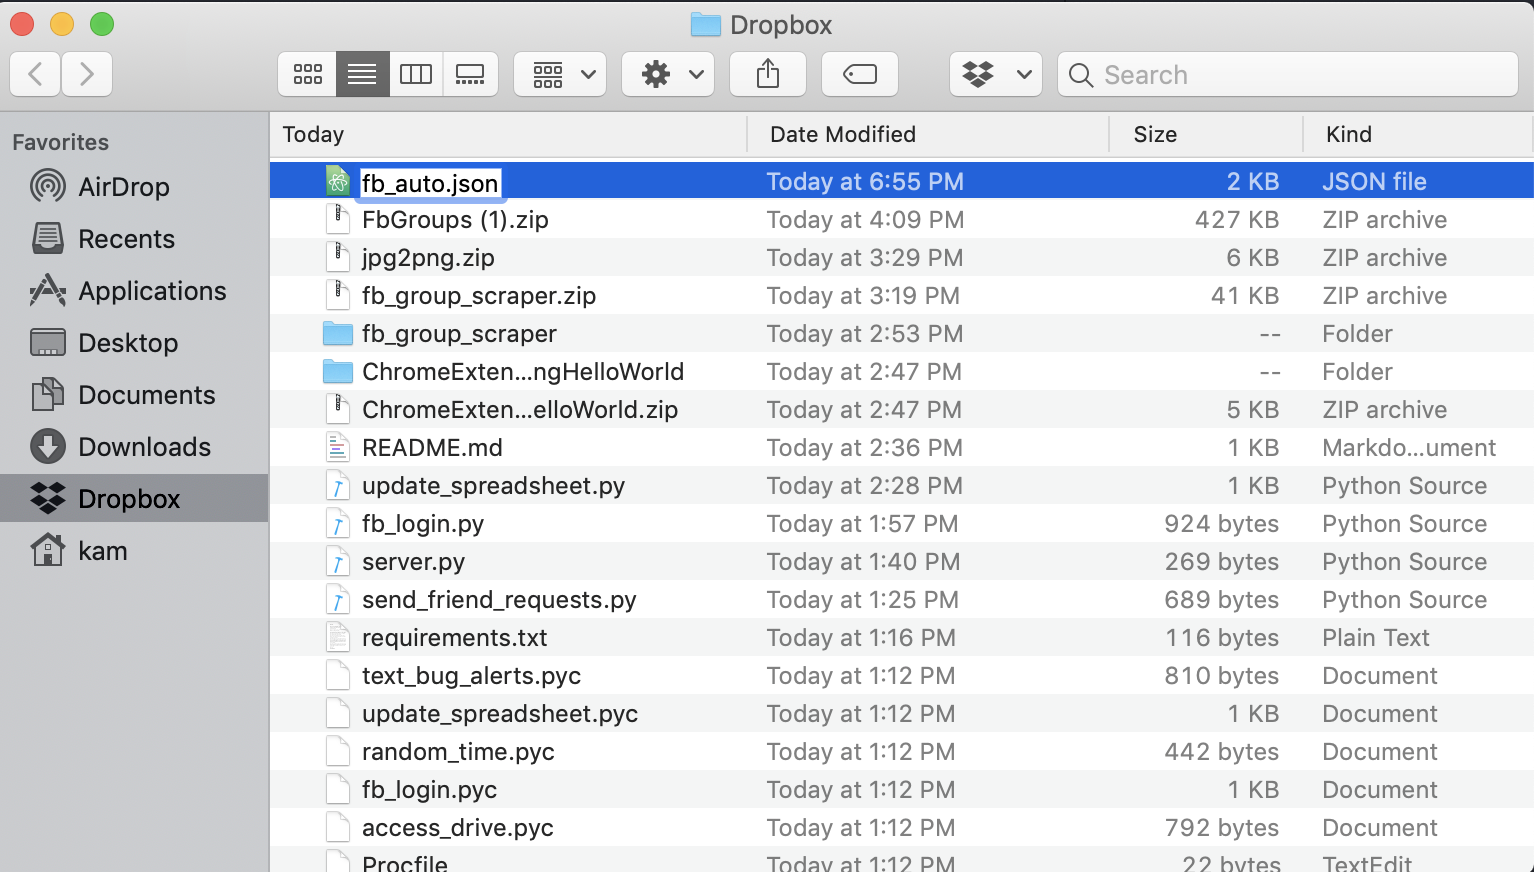 Dropbox
Search
Favorites
AirDrop
Recents
Applications
Desktop
Documents
Downloads
Dropbox
kam
Today Date Modified Size Kind
fb_auto.json Today at 6:55 PM 2 KB JSON file
FbGroups (1).zip Today at 4:09 PM 427 KB ZIP archive
jpg2png.zip Today at 3:29 PM 6 KB ZIP archive
fb_group_scraper.zip Today at 3:19 PM 41 KB ZIP archive
fb_group_scraper Today at 2:53 PM -- Folder
ChromeExten...ngHelloWorld Today at 2:47 PM -- Folder
ChromeExten...elloWorld.zip Today at 2:47 PM 5 KB ZIP archive
README.md Today at 2:36 PM 1 KB Markdo...ument
update_spreadsheet.py Today at 2:28 PM 1 KB Python Source
fb_login.py Today at 1:57 PM 924 bytes Python Source
server.py Today at 1:40 PM 269 bytes Python Source
send_friend_requests.py Today at 1:25 PM 689 bytes Python Source
requirements.txt Today at 1:16 PM 116 bytes Plain Text
text_bug_alerts.pyc Today at 1:12 PM 810 bytes Document
update_spreadsheet.pyc Today at 1:12 PM 1 KB Document
random_time.pyc Today at 1:12 PM 442 bytes Document
fb_login.pyc Today at 1:12 PM 1 KB Document
access_drive.pyc Today at 1:12 PM 792 bytes Document
Procfile Today at 1:12 PM 22 bytes TextEdit